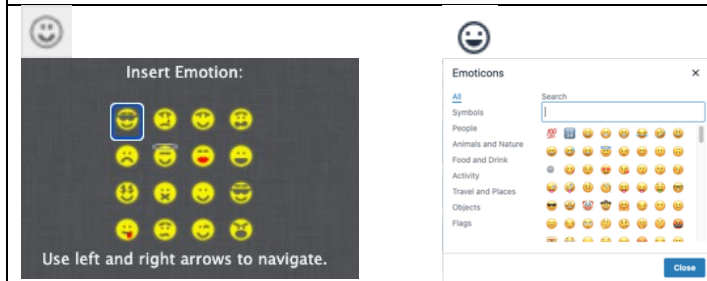 Insert Emotion:
Use left and right arrows to navigate.
Emoticons
×
All
Symbols
People
Animals and Nature
Food and Drink
Activity
Travel and Places
Objects
Flags
Search
Close